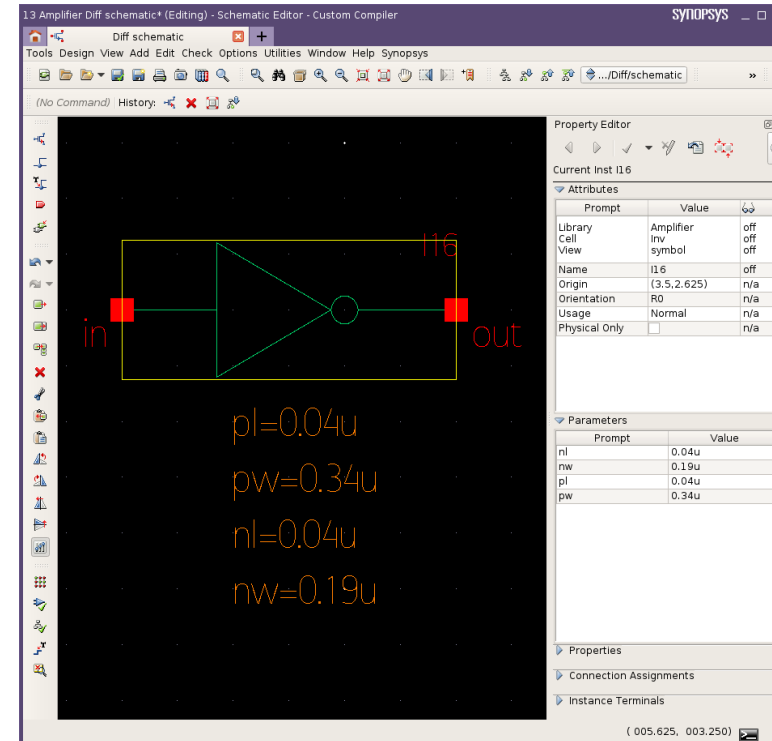 13 Amplifier Diff schematic* (Editing) - Schematic Editor - Custom Compiler SYNOPSYS
Diff schematic
Tools Design View Add Edit Check Options Utilities Window Help Synopsys
.../Diff/schematic »
(No Command) History:
Property Editor
Current Inst I16
Attributes
Prompt Value
Library Amplifier off
Cell Inv off
View symbol off
Name I16 off
Origin (3.5,2.625) n/a
Orientation R0 n/a
Usage Normal n/a
Physical Only n/a
Parameters
Prompt Value
nl 0.04u
nw 0.19u
pl 0.04u
pw 0.34u
Properties
Connection Assignments
Instance Terminals
I16
in
out
pl=0.04u
pw=0.34u
nl=0.04u
nw=0.19u
( 005.625, 003.250)